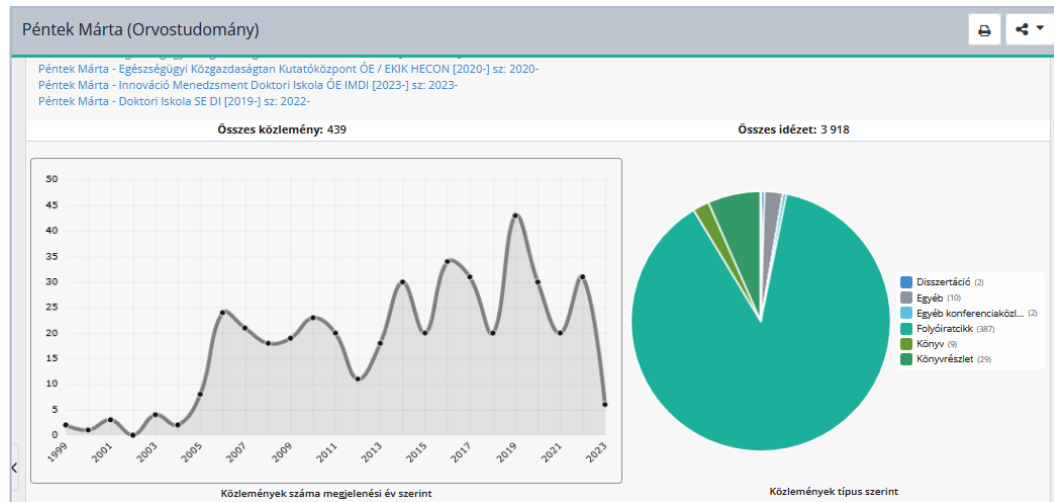 Péntek Márta (Orvostudomány)
Péntek Márta - Egészségügyi Közgazdaságtan Kutatóközpont ÓE / EKIK HECON [2020-] sz: 2020-
Péntek Márta - Innováció Menedzsment Doktori Iskola ÓE IMDI [2023-] sz: 2023-
Péntek Márta - Doktori Iskola SE DI [2019-] sz: 2022-
Összes közlemény: 439
Összes idézet: 3 918
50
45
40
35
30
25
20
15
10
5
0
1999
2001
2003
2005
2007
2009
2011
2013
2015
2017
2019
2021
2023
Közlemények száma megjelenési év szerint
Disszertáció (2)
Egyéb (10)
Egyéb konferenciaközl... (2)
Folyóiratcikk (387)
Könyv (9)
Könyvrészlet (29)
Közlemények típus szerint